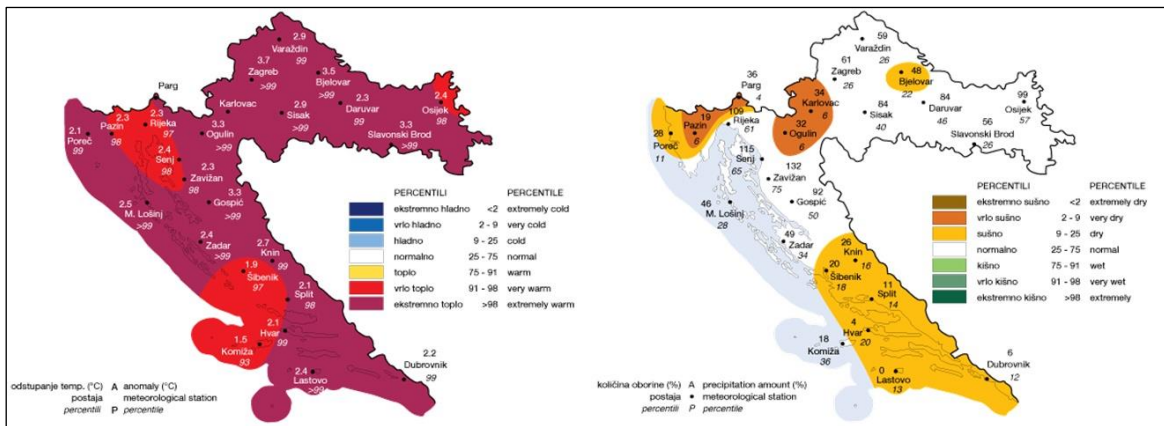 2.9
Varaždin
99
3.7
Zagreb
>99
3.5
Bjelovar
>99
Parg
Karlovac
2.9
Sisak
>99
2.3
Daruvar
99
2.4
Osijek
98
2.1
Poreč
99
2.3
Pazin
98
2.3
Rijeka
97
3.3
Ogulin
>99
3.3
Slavonski Brod
>99
2.4
Senj
98
2.3
Zavižan
98
2.5
M. Lošinj
>99
3.3
Gospić
>99
2.4
Zadar
>99
2.7
Knin
99
1.9
Šibenik
97
2.1
Split
98
2.1
Hvar
99
1.5
Komiža
93
2.4
Lastovo
>99
2.2
Dubrovnik
99
PERCENTILI PERCENTILE
ekstremno hladno <2 extremely cold
vrlo hladno 2 - 9 very cold
hladno 9 - 25 cold
normalno 25 - 75 normal
toplo 75 - 91 warm
vrlo toplo 91 - 98 very warm
ekstremno toplo >98 extremely warm
odstupanje temp. (°C) A anomaly (°C)
postaja meteorological station
percentili P percentile
59
Varaždin
26
61
Zagreb
26
48
Bjelovar
22
36
Parg
4
34
Karlovac
6
84
Sisak
40
84
Daruvar
46
99
Osijek
57
28
Poreč
11
19
Pazin
6
109
Rijeka
61
32
Ogulin
6
56
Slavonski Brod
26
115
Senj
65
132
Zavižan
75
46
M. Lošinj
28
92
Gospić
50
49
Zadar
34
26
Knin
16
20
Šibenik
18
11
Split
14
4
Hvar
20
18
Komiža
36
0
Lastovo
13
6
Dubrovnik
12
PERCENTILI PERCENTILE
ekstremno sušno <2 extremely dry
vrlo sušno 2 - 9 very dry
sušno 9 - 25 dry
normalno 25 - 75 normal
kišno 75 - 91 wet
vrlo kišno 91 - 98 very wet
ekstremno kišno >98 extremely
količina oborine (%) A precipitation amount (%)
postaja meteorological station
percentili P percentile